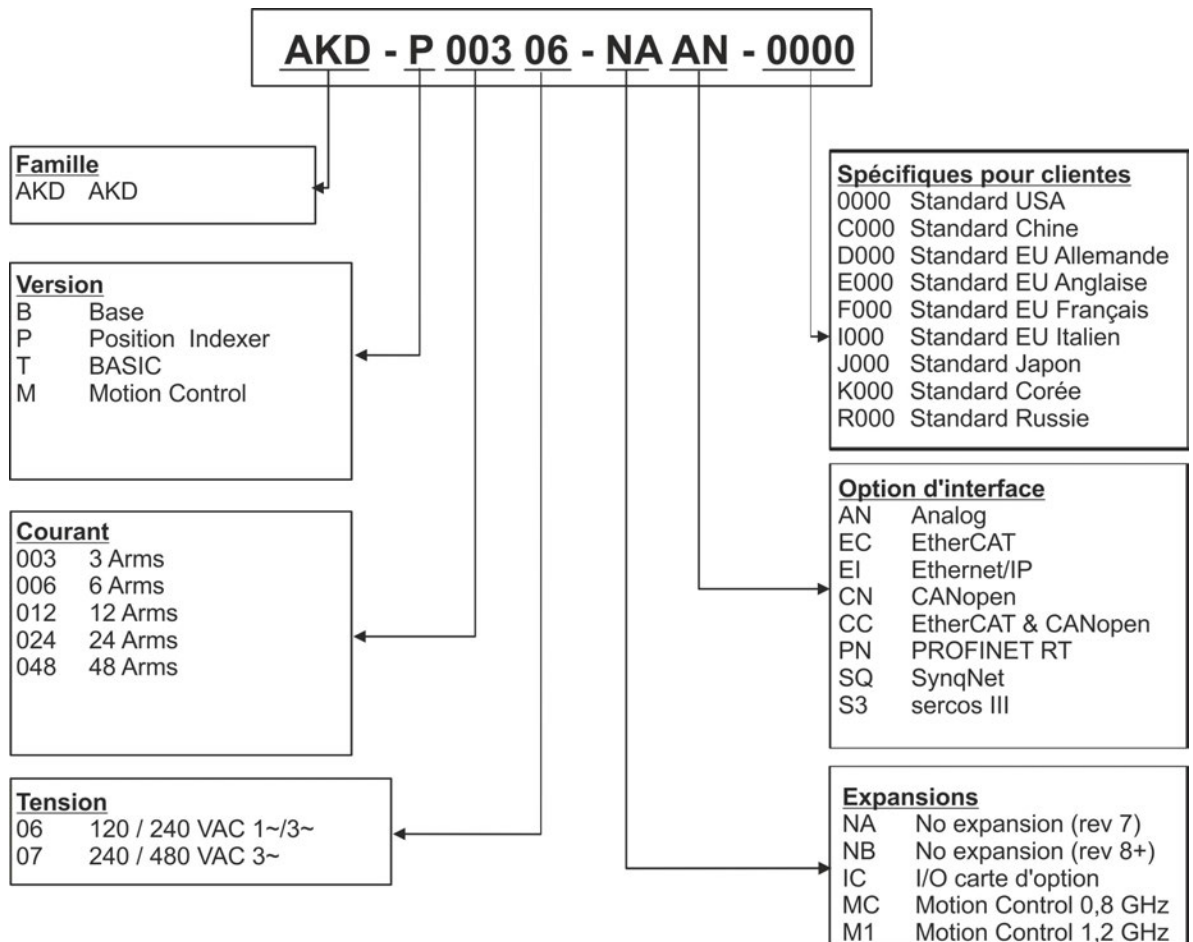 AKD - P 003 06 - NA AN - 0000
Famille
AKD AKD
Version
B Base
P Position Indexer
T BASIC
M Motion Control
Courant
003 3 Arms
006 6 Arms
012 12 Arms
024 24 Arms
048 48 Arms
Tension
06 120 / 240 VAC 1~/3~
07 240 / 480 VAC 3~
Spécifiques pour clientes
0000 Standard USA
C000 Standard Chine
D000 Standard EU Allemande
E000 Standard EU Anglaise
F000 Standard EU Français
I000 Standard EU Italien
J000 Standard Japon
K000 Standard Corée
R000 Standard Russie
Option d'interface
AN Analog
EC EtherCAT
EI Ethernet/IP
CN CANopen
CC EtherCAT & CANopen
PN PROFINET RT
SQ SynqNet
S3 sercos III
Expansions
NA No expansion (rev 7)
NB No expansion (rev 8+)
IC I/O carte d'option
MC Motion Control 0,8 GHz
M1 Motion Control 1,2 GHz